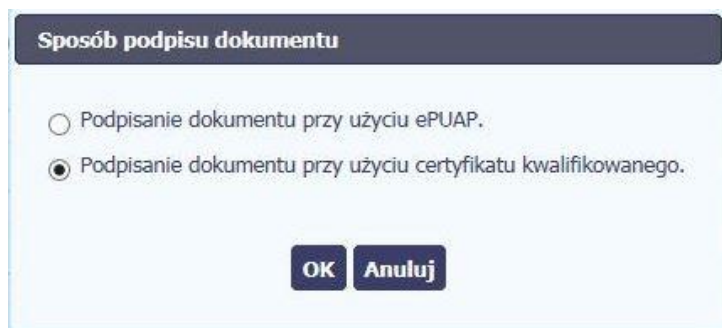 Sposób podpisu dokumentu
Podpisanie dokumentu przy użyciu ePUAP.
Podpisanie dokumentu przy użyciu certyfikatu kwalifikowanego.
OK Anuluj